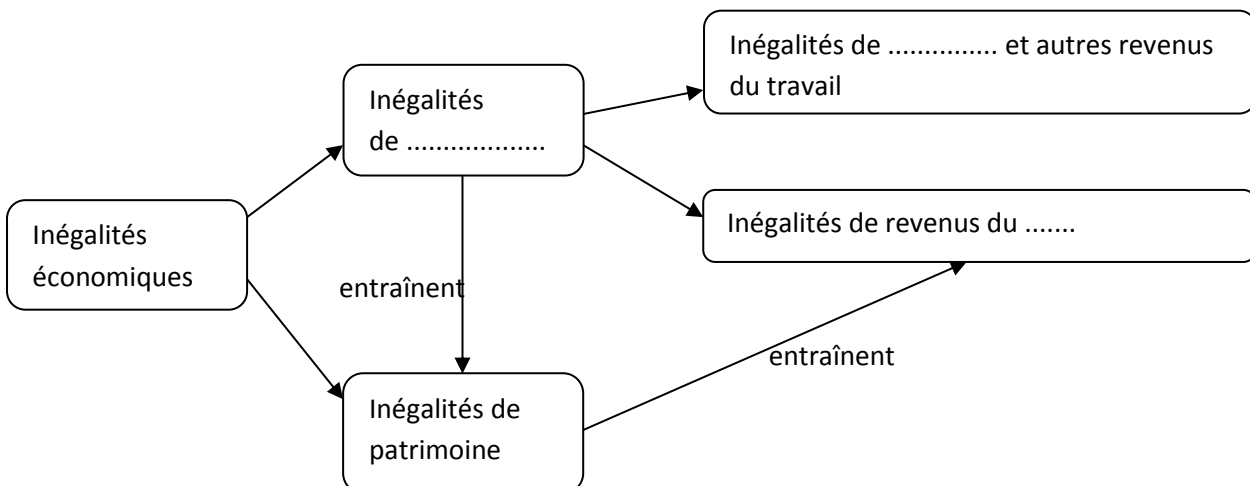 Inégalités de ............... et autres revenus
du travail
Inégalités
de ...................
Inégalités de revenus du .......
Inégalités
économiques
entraînent
entraînent
Inégalités de
patrimoine